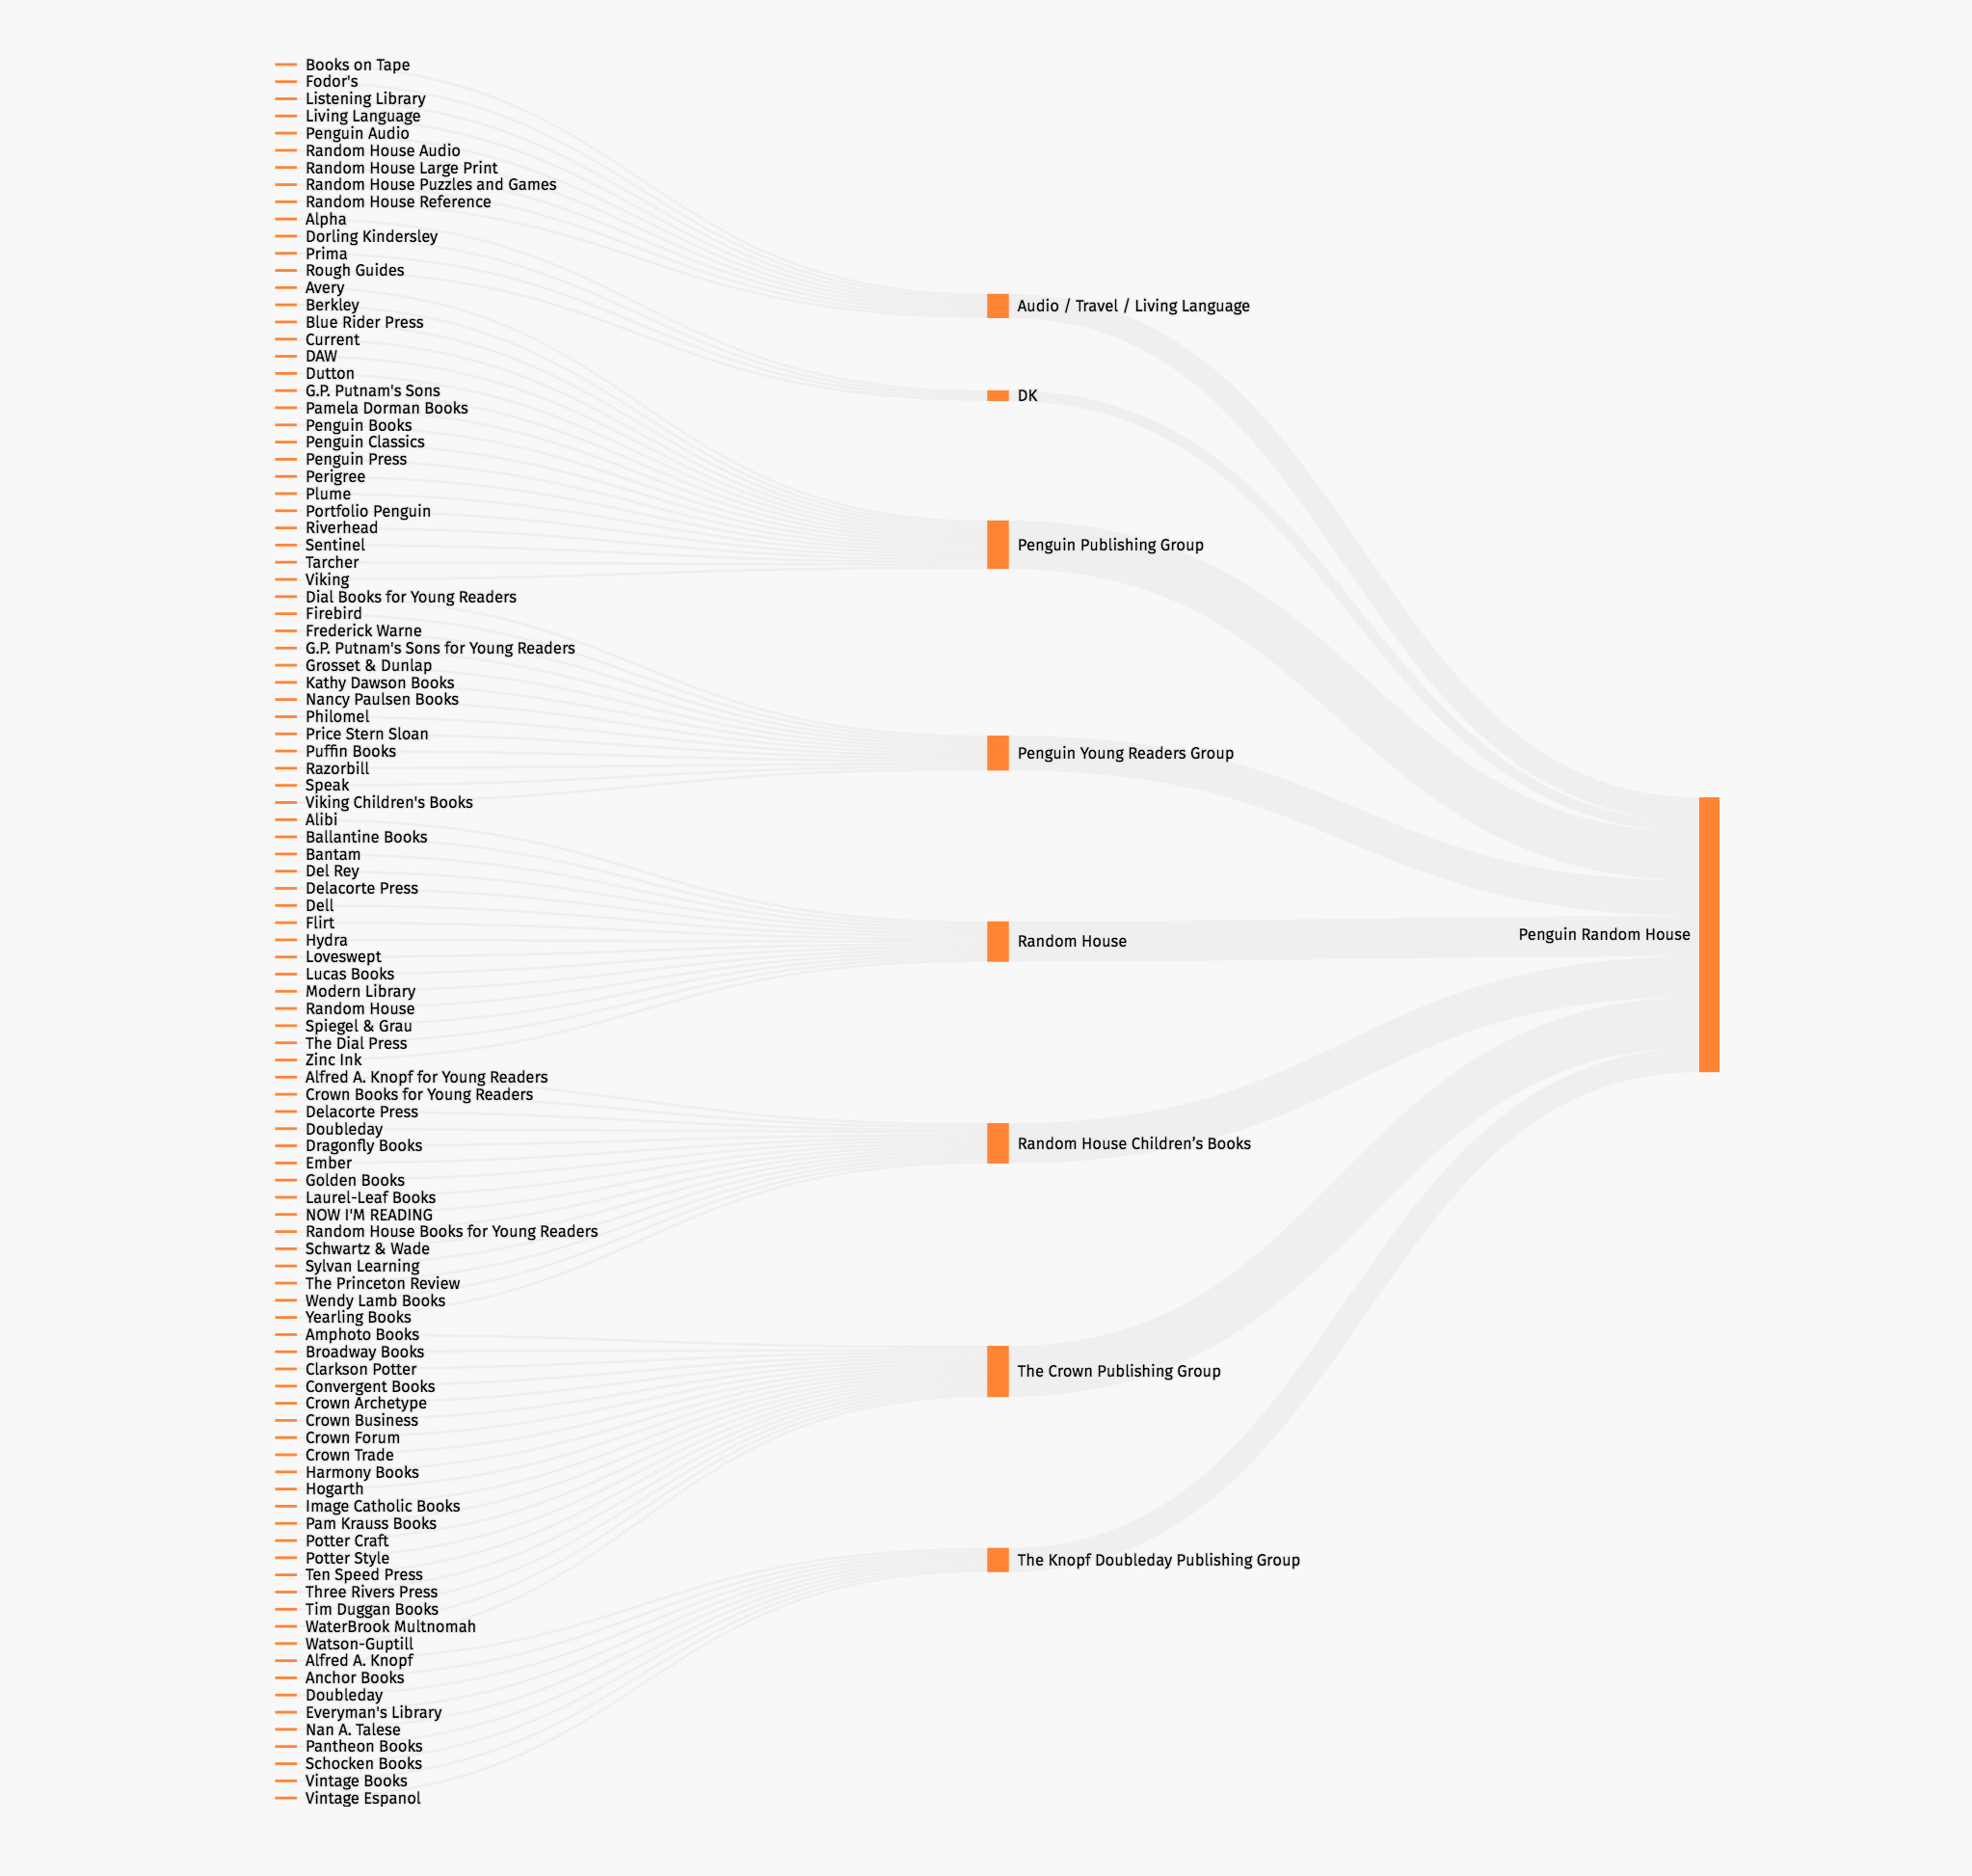 Books on Tape
Fodor's
Listening Library
Living Language
Penguin Audio
Random House Audio
Random House Large Print
Random House Puzzles and Games
Random House Reference
Alpha
Dorling Kindersley
Prima
Rough Guides
Avery
Berkley
Blue Rider Press
Current
DAW
Dutton
G.P. Putnam's Sons
Pamela Dorman Books
Penguin Books
Penguin Classics
Penguin Press
Perigree
Plume
Portfolio Penguin
Riverhead
Sentinel
Tarcher
Viking
Dial Books for Young Readers
Firebird
Frederick Warne
G.P. Putnam's Sons for Young Readers
Grosset & Dunlap
Kathy Dawson Books
Nancy Paulsen Books
Philomel
Price Stern Sloan
Puffin Books
Razorbill
Speak
Viking Children's Books
Alibi
Ballantine Books
Bantam
Del Rey
Delacorte Press
Dell
Flirt
Hydra
Loveswept
Lucas Books
Modern Library
Random House
Spiegel & Grau
The Dial Press
Zinc Ink
Alfred A. Knopf for Young Readers
Crown Books for Young Readers
Delacorte Press
Doubleday
Dragonfly Books
Ember
Golden Books
Laurel-Leaf Books
NOW I'M READING
Random House Books for Young Readers
Schwartz & Wade
Sylvan Learning
The Princeton Review
Wendy Lamb Books
Yearling Books
Amphoto Books
Broadway Books
Clarkson Potter
Convergent Books
Crown Archetype
Crown Business
Crown Forum
Crown Trade
Harmony Books
Hogarth
Image Catholic Books
Pam Krauss Books
Potter Craft
Potter Style
Ten Speed Press
Three Rivers Press
Tim Duggan Books
WaterBrook Multnomah
Watson-Guptill
Alfred A. Knopf
Anchor Books
Doubleday
Everyman's Library
Nan A. Talese
Pantheon Books
Schocken Books
Vintage Books
Vintage Espanol
Audio / Travel / Living Language
DK
Penguin Publishing Group
Penguin Young Readers Group
Random House
Random House Children’s Books
The Crown Publishing Group
The Knopf Doubleday Publishing Group
Penguin Random House